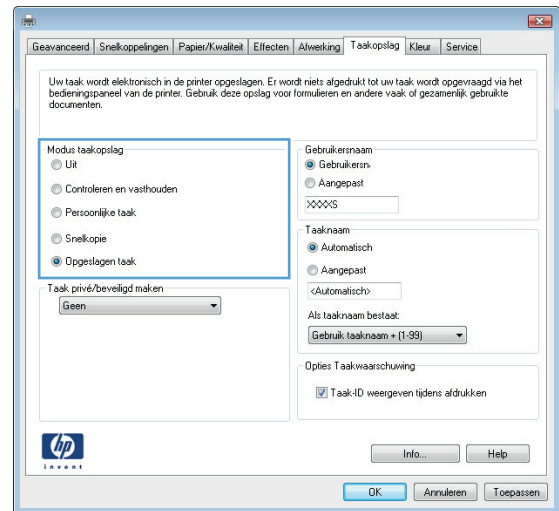 Geavanceerd Snelkoppelingen Papier/Kwaliteit Effecten Afwerking Taakopslag Kleur Service
Uw taak wordt elektronisch in de printer opgeslagen. Er wordt niets afgedrukt tot uw taak wordt opgevraagd via het
bedieningspaneel van de printer. Gebruik deze opslag voor formulieren en andere vaak of gezamenlijk gebruikte
documenten.
Modus taakopslag
Uit
Controleren en vasthouden
Persoonlijke taak
Snelkopie
Opgeslagen taak
Taak privé/beveiligd maken
Geen
Gebruikersnaam
Gebruikersn
Aangepast
XXXXS
Taaknaam
Automatisch
Aangepast
<Automatisch>
Als taaknaam bestaat:
Gebruik taaknaam + (1-99)
Opties Taakwaarschuwing
Taak-ID weergeven tijdens afdrukken
hp
invent
Info... Help
OK Annuleren Toepassen